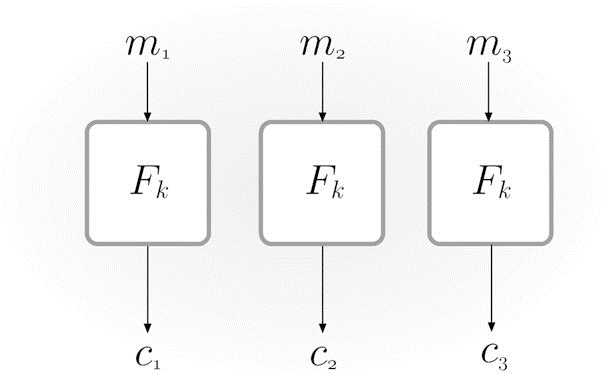 m₁ m₂ m₃
Fₖ Fₖ Fₖ
c₁ c₂ c₃